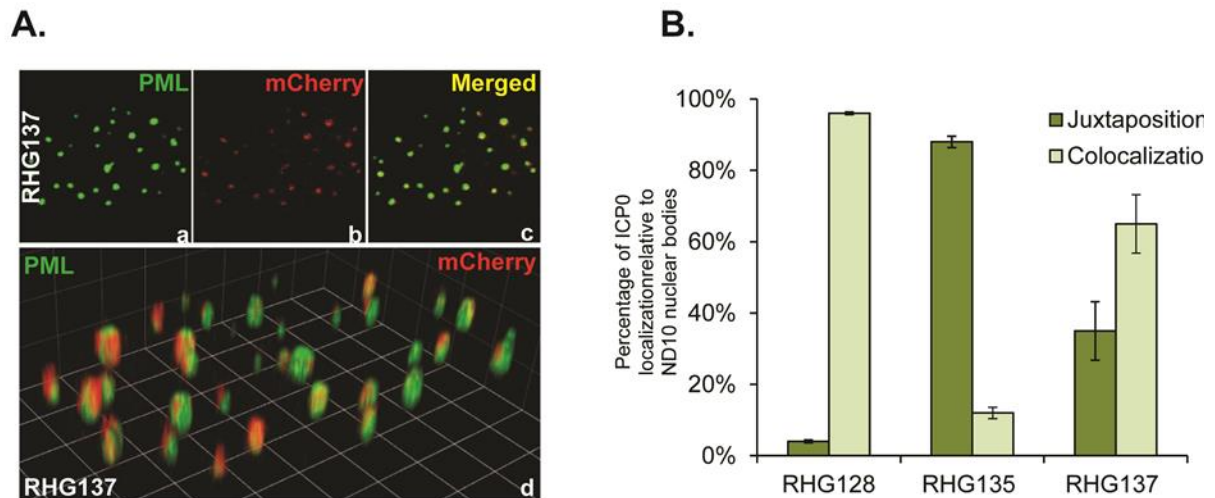 A.
B.
PML
mCherry
Merged
RHG137
a
b
c
PML
mCherry
RHG137
d
Percentage of ICP0
localizationrelative to
ND10 nuclear bodies
100%
80%
60%
40%
20%
0%
Juxtaposition
Colocalizatio
RHG128
RHG135
RHG137